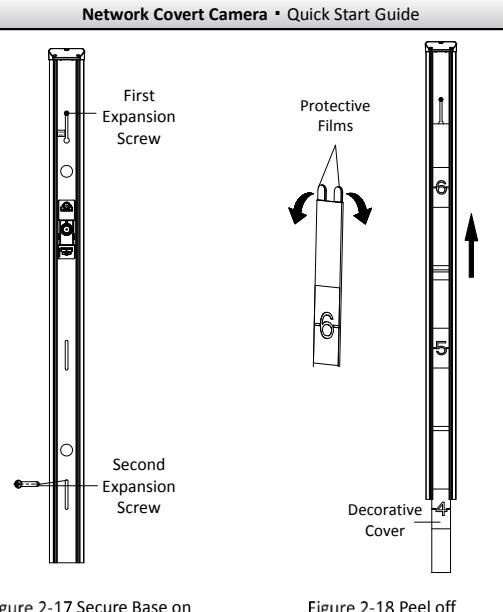 Network Covert Camera · Quick Start Guide
First
Expansion
Screw
Protective
Films
6
6
5
Second
Expansion
Screw
4
Decorative
Cover
gure 2-17 Secure Base on
Figure 2-18 Peel off